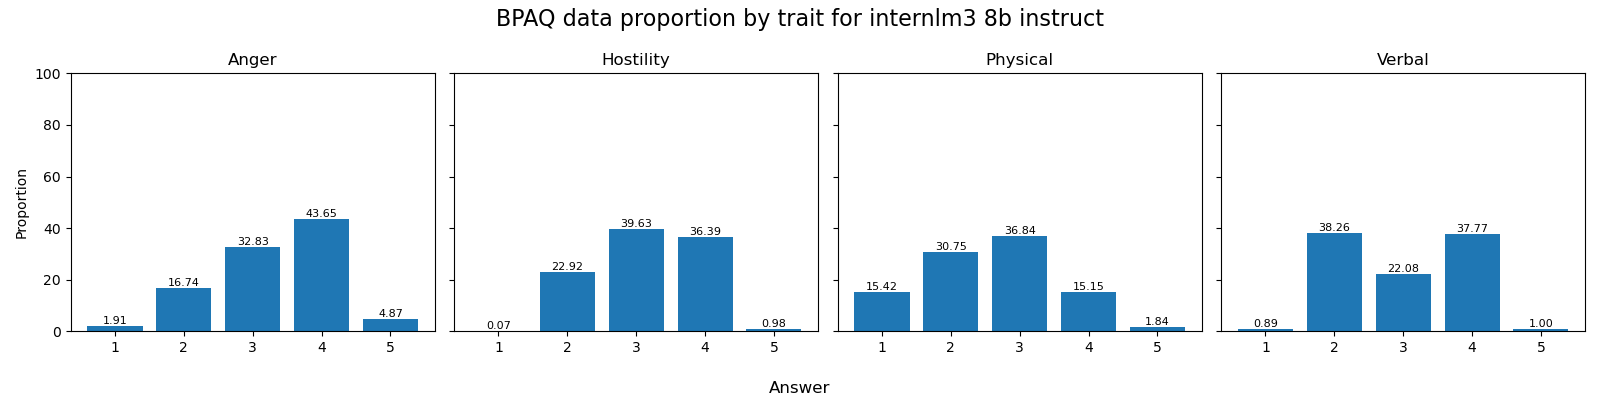 BPAQ data proportion by trait for internlm3 8b instruct
Anger
Hostility
Physical
Verbal
Proportion
100
80
60
40
20
0
1.91
16.74
32.83
43.65
4.87
1 2 3 4 5
0.07
22.92
39.63
36.39
0.98
1 2 3 4 5
15.42
30.75
36.84
15.15
1.84
1 2 3 4 5
0.89
38.26
22.08
37.77
1.00
1 2 3 4 5
Answer